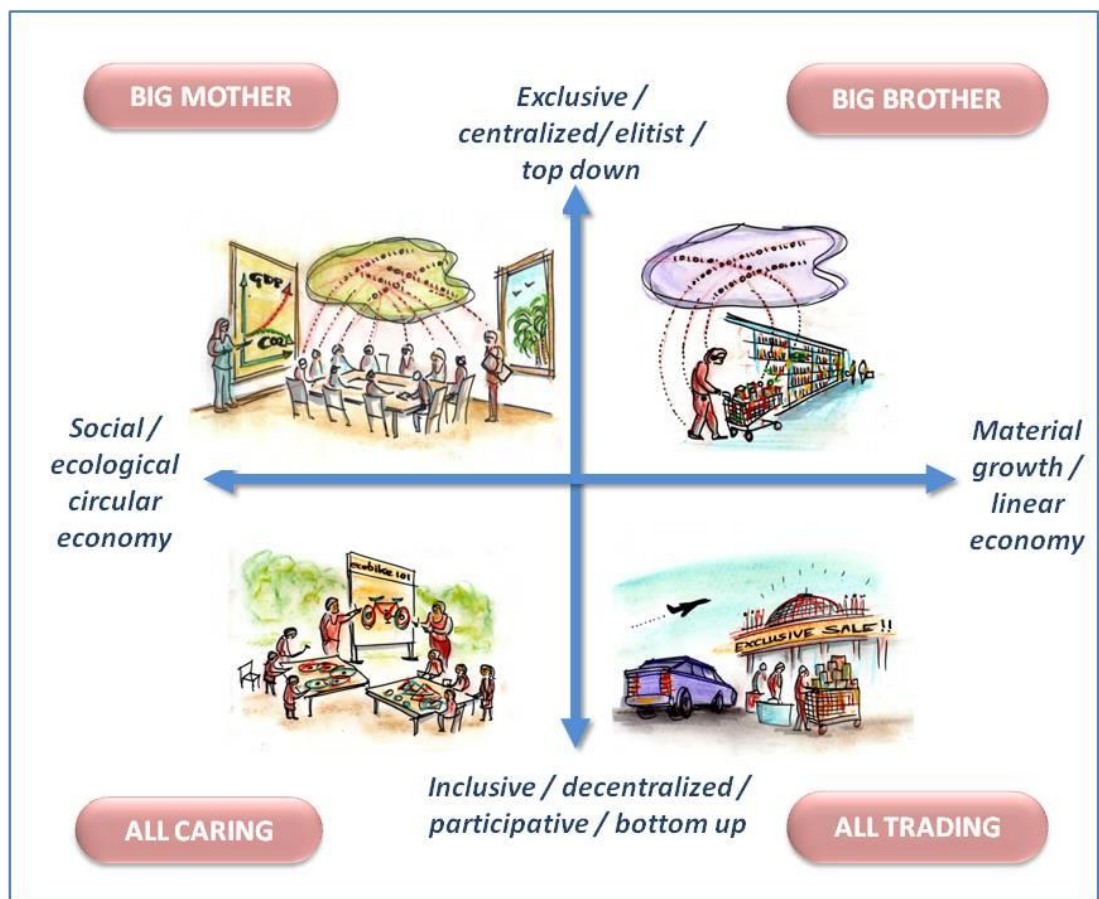 BIG MOTHER
BIG BROTHER
Exclusive /
centralized/ elitist /
top down
GDP
CO2
Social /
ecological
circular
economy
Material
growth /
linear
economy
ecobike 101
EXCLUSIVE SALE!!
Inclusive / decentralized /
participative / bottom up
ALL CARING
ALL TRADING